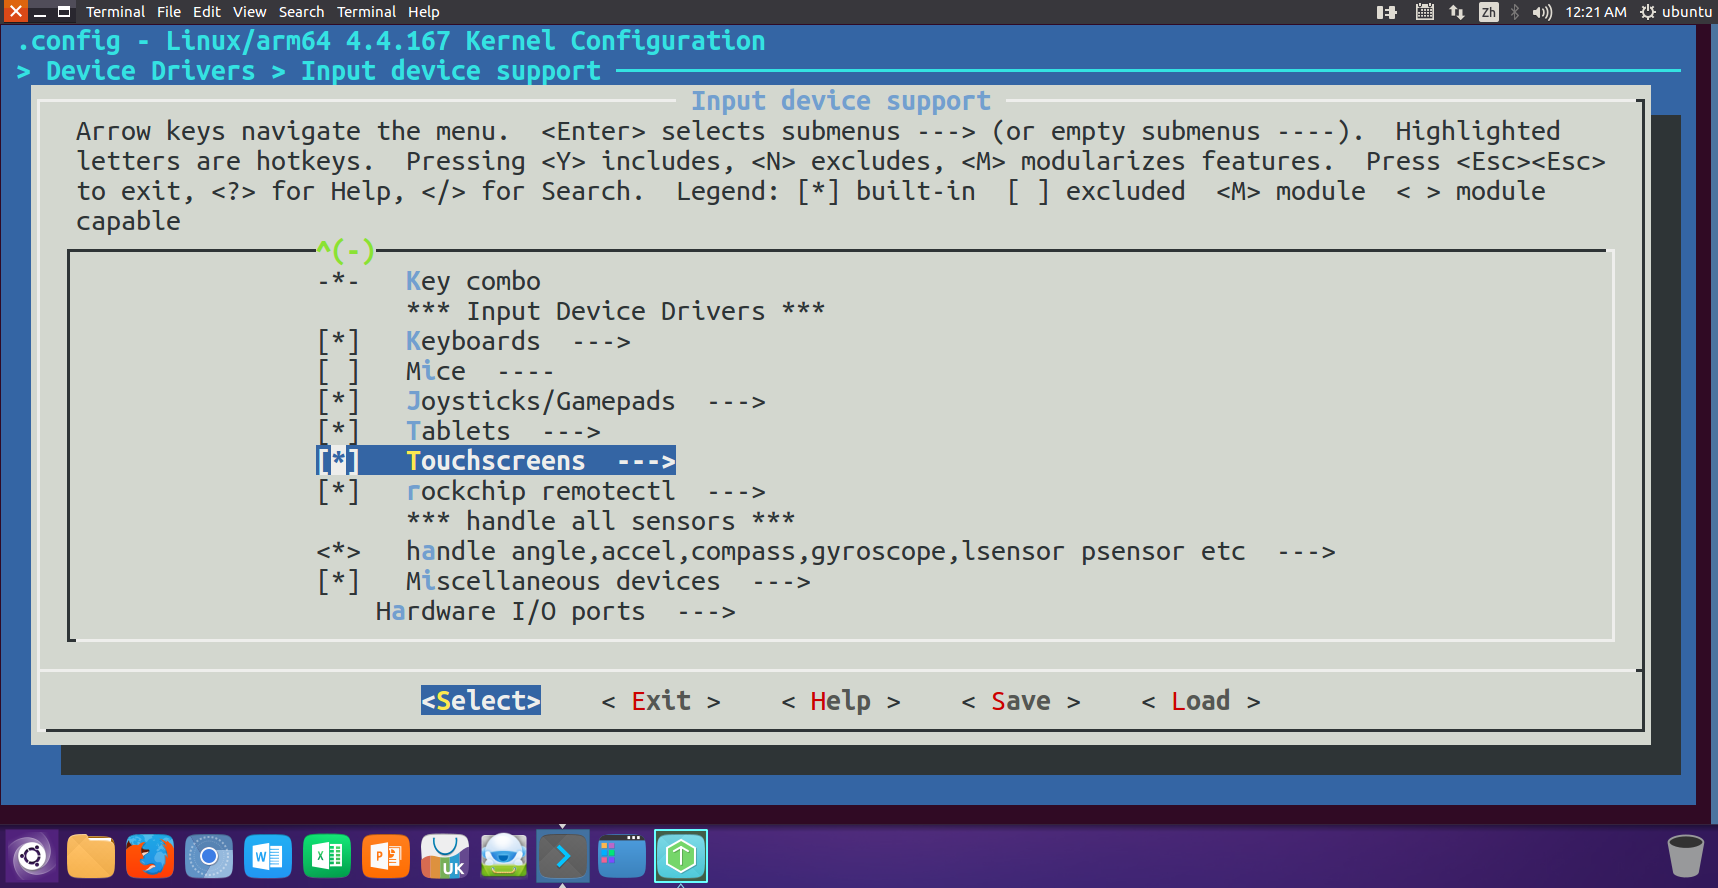 Terminal File Edit View Search Terminal Help Zh 12:21 AM ubuntu
.config - Linux/arm64 4.4.167 Kernel Configuration
> Device Drivers > Input device support
Input device support
Arrow keys navigate the menu.  <Enter> selects submenus ---> (or empty submenus ----).  Highlighted
letters are hotkeys.  Pressing <Y> includes, <N> excludes, <M> modularizes features.  Press <Esc><Esc>
to exit, <?> for Help, </> for Search.  Legend: [*] built-in  [ ] excluded  <M> module  < > module
capable
^(-)
-*-   Key combo
*** Input Device Drivers ***
[*]   Keyboards  --->
[ ]   Mice  ----
[*]   Joysticks/Gamepads  --->
[*]   Tablets  --->
[*]   Touchscreens  --->
[*]   rockchip remotectl  --->
*** handle all sensors ***
<*>   handle angle,accel,compass,gyroscope,lsensor psensor etc  --->
[*]   Miscellaneous devices  --->
Hardware I/O ports  --->
<Select>    < Exit >    < Help >    < Save >    < Load >
W X P UK